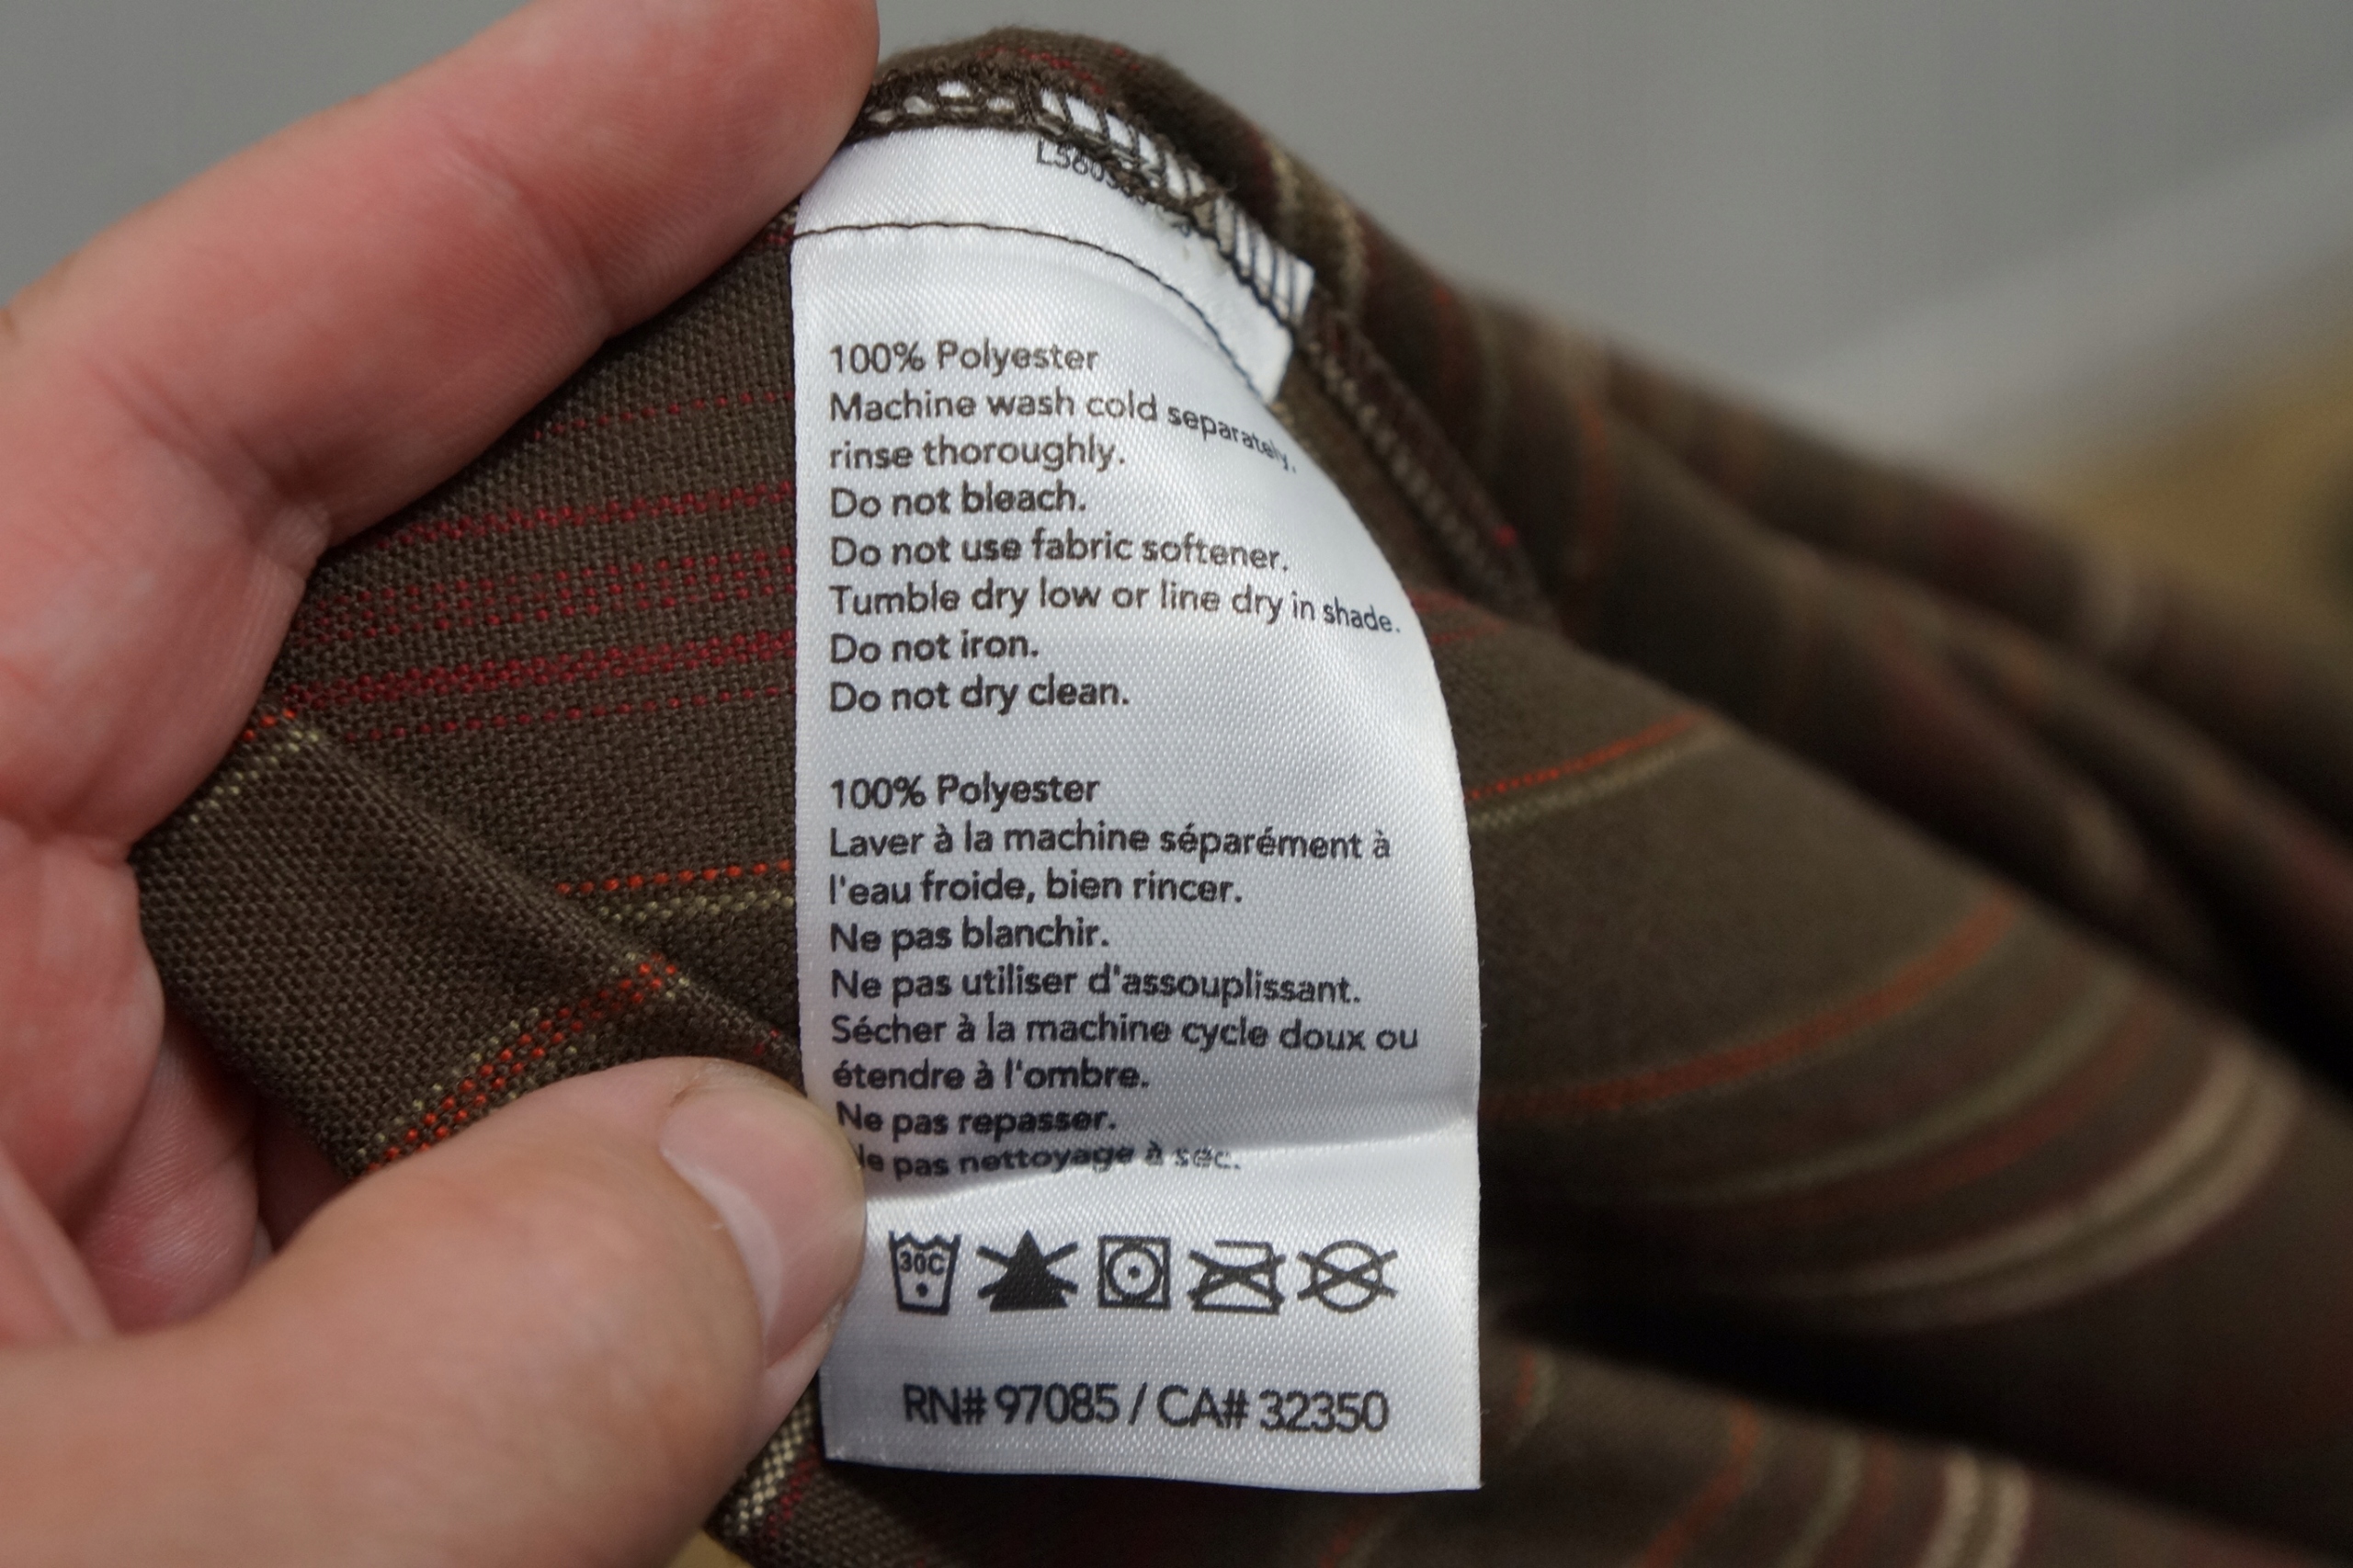 100% Polyester
Machine wash cold separately,
rinse thoroughly.
Do not bleach.
Do not use fabric softener.
Tumble dry low or line dry in shade.
Do not iron.
Do not dry clean.
100% Polyester
Laver à la machine séparément à
l'eau froide, bien rincer.
Ne pas blanchir.
Ne pas utiliser d'assouplissant.
Sécher à la machine cycle doux ou
étendre à l'ombre.
Ne pas repasser.
Ne pas nettoyage à sec.
30C
RN# 97085 / CA# 32350